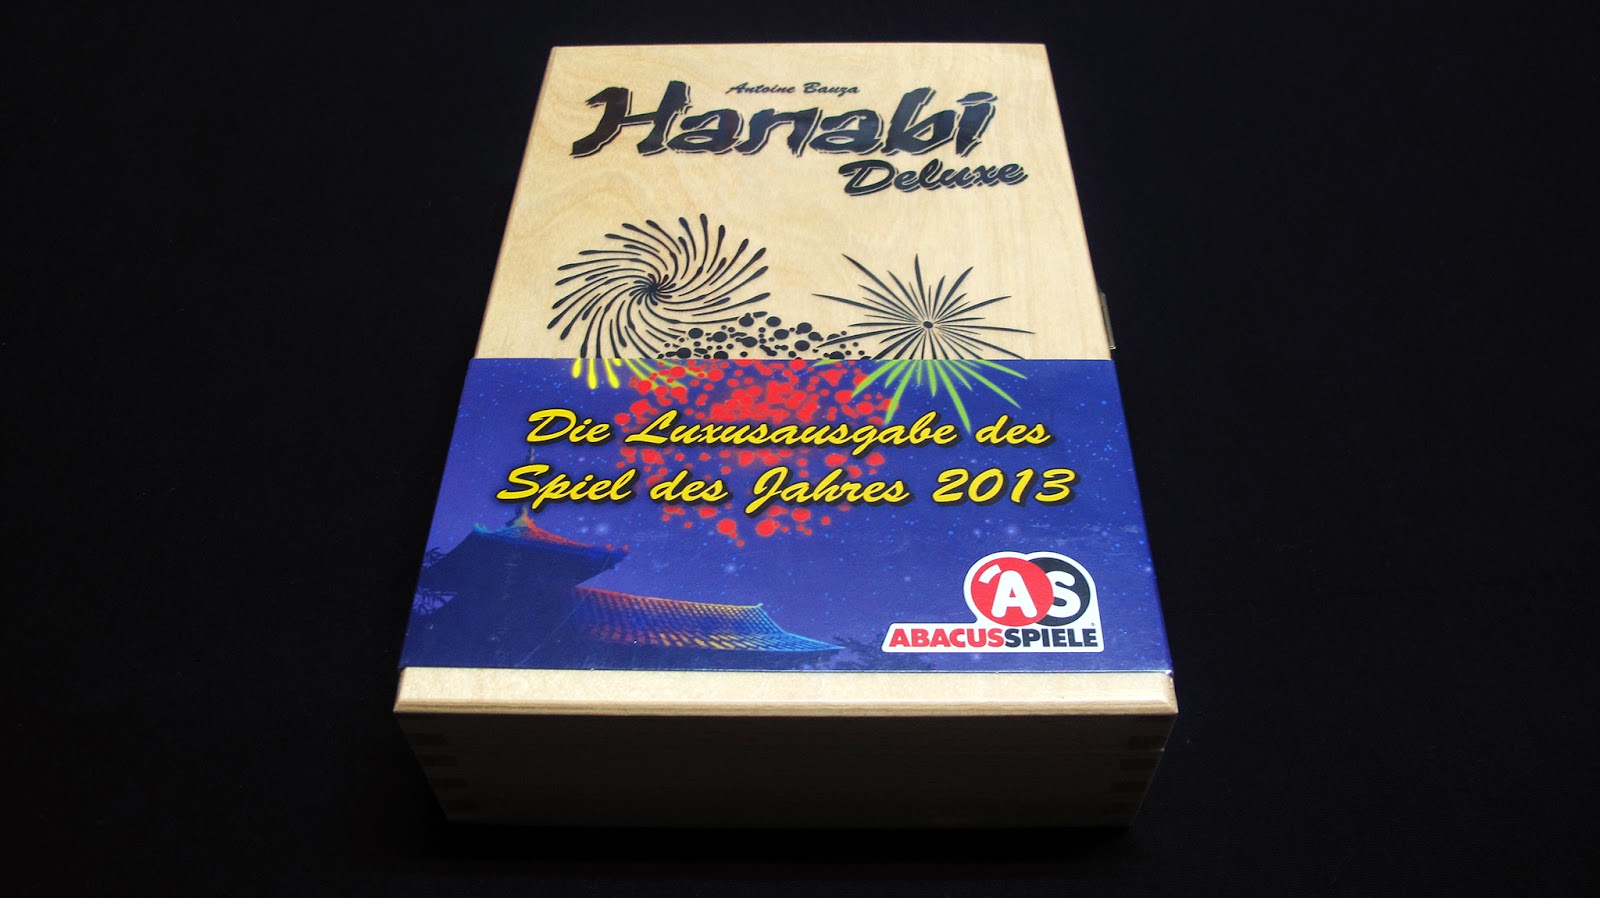 Antoine Bauza
Hanabi
Deluxe
Die Luxusausgabe des
Spiel des Jahres 2013
AS
ABACUSSPIELE